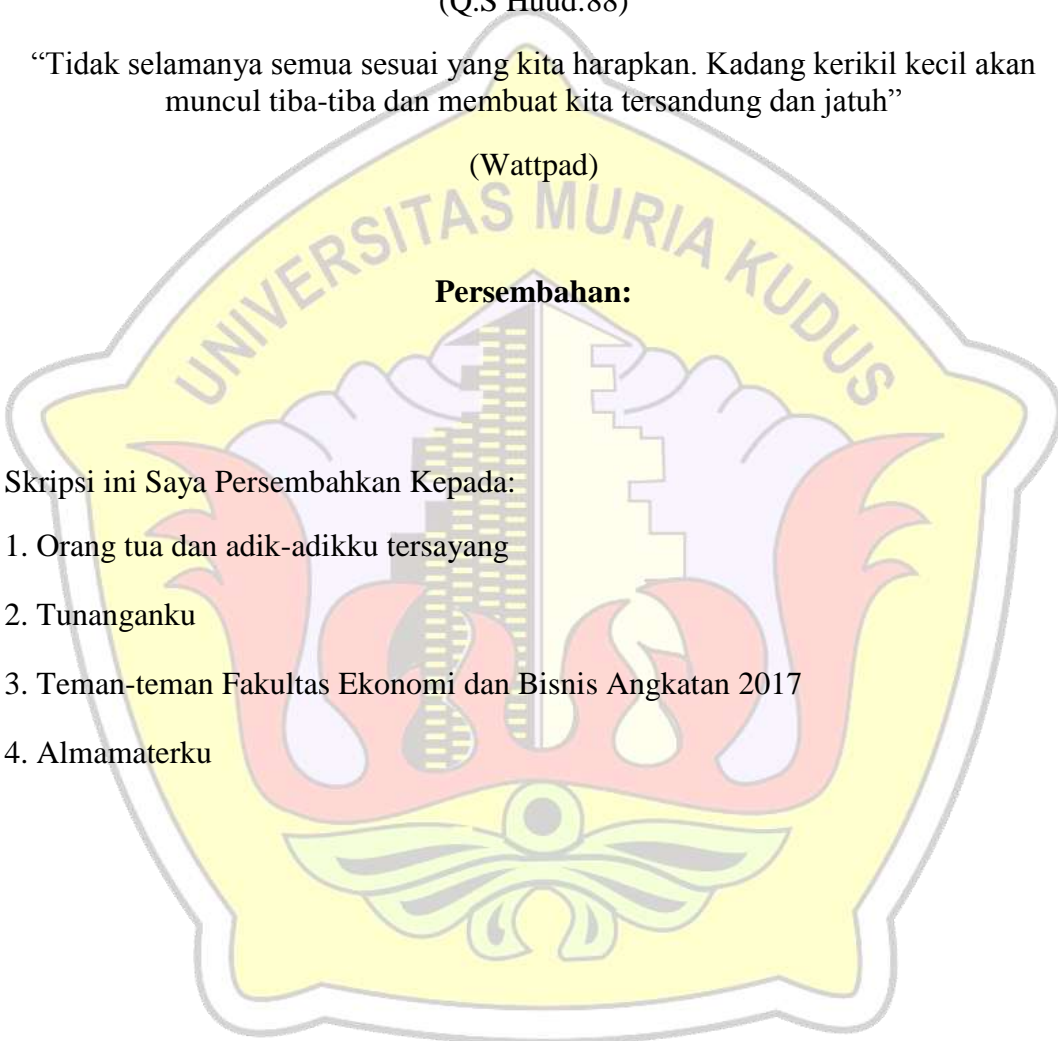 (Q.S Huud:88)
“Tidak selamanya semua sesuai yang kita harapkan. Kadang kerikil kecil akan
muncul tiba-tiba dan membuat kita tersandung dan jatuh”
(Wattpad)
UNIVERSITAS MURIA KUDUS
Persembahan:
Skripsi ini Saya Persembahkan Kepada:
1. Orang tua dan adik-adikku tersayang
2. Tunanganku
3. Teman-teman Fakultas Ekonomi dan Bisnis Angkatan 2017
4. Almamaterku